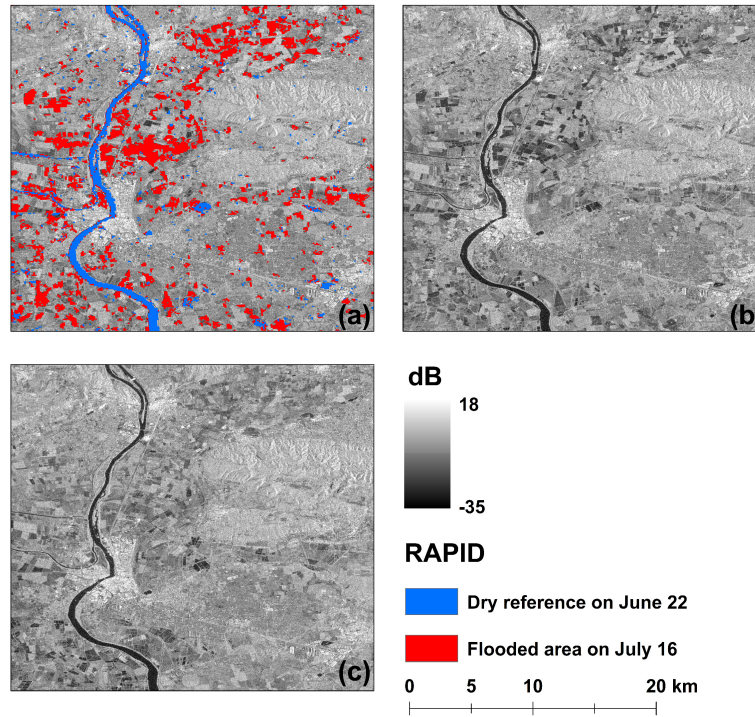 (a)
(b)
(c)
dB
18
-35
RAPID
Dry reference on June 22
Flooded area on July 16
0 5 10 20 km